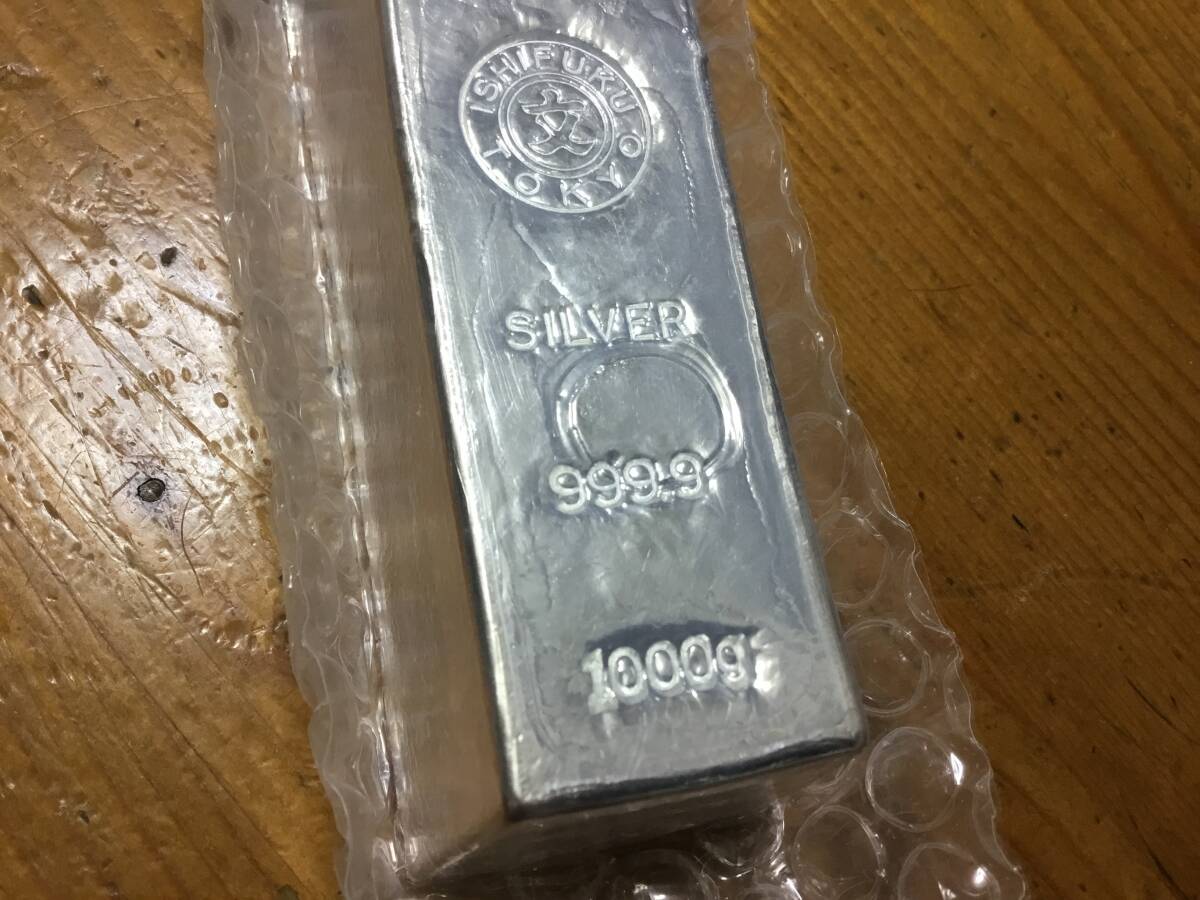 ISHIFUKU
文
TOKYO
SILVER
999.9
1000g